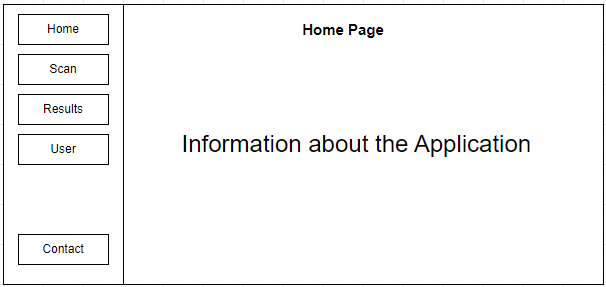 Home
Scan
Results
User
Contact
Home Page
Information about the Application